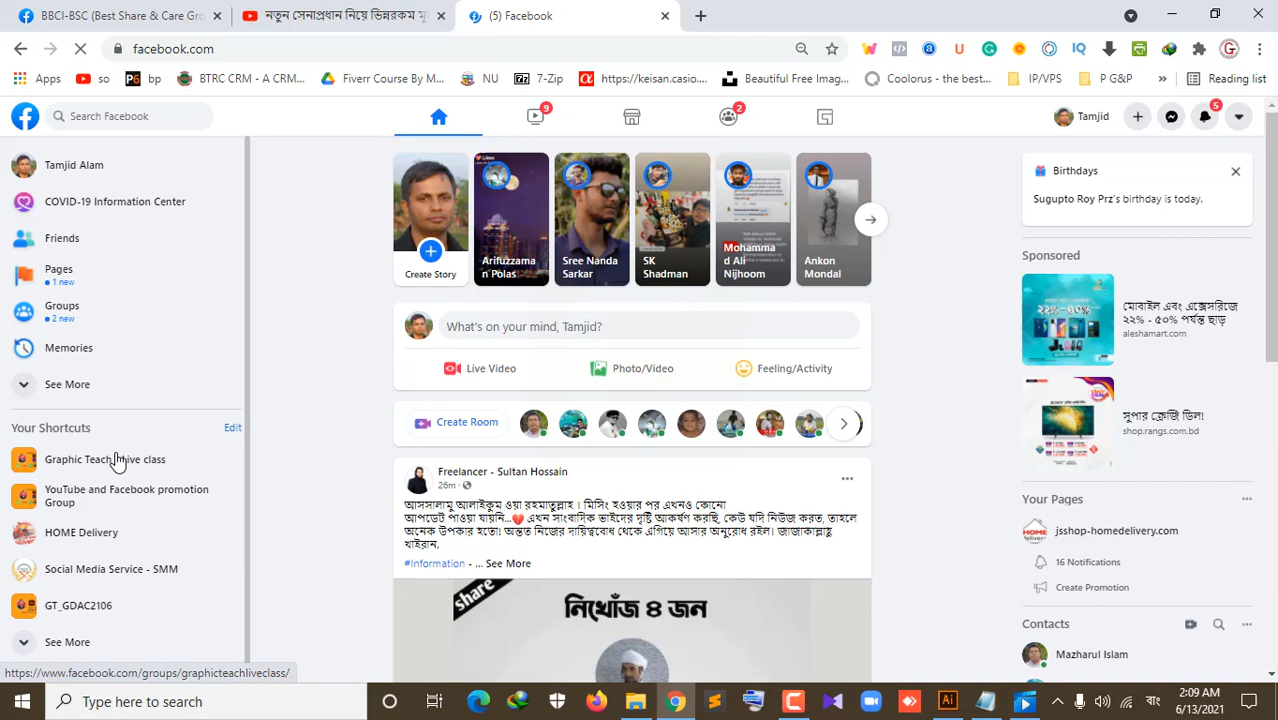 BBCI-BSC (Best Share & Care Gro
নতুন সেনাপ্রধান নিয়ে ভিন্নরকম মূ
(5) Facebook
facebook.com
Apps
so
bp
BTRC CRM - A CRM...
Fiverr Course By M...
NU
7-Zip
https://keisan.casio....
Beautiful Free Imag...
Coolorus - the best...
IP/VPS
P G&P
»
Reading list
Search Facebook
9
2
Tamjid
5
Tamjid Alam
COVID-19 Information Center
Friends
Pages
1 new
Groups
2 new
Memories
See More
Your Shortcuts
Edit
YouTube and Facebook promotion
Group
HOME Delivery
Social Media Service - SMM
GT_GDAC2106
See More
https://www.facebook.com/groups/graphicteachliveclass/
Create Story
Arifuzzama
n Polas
Sree Nanda
Sarkar
SK
Shadman
Mohamma
d Ali
Nijhoom
Ankon
Mondal
What's on your mind, Tamjid?
Live Video
Photo/Video
Feeling/Activity
Create Room
Freelancer - Sultan Hossain
26m
আসসালামু আলাইকুম ওয়া রহমাতুল্লাহ । মিসিং হওয়ার পর এখনও কোনো
আপডেট পাওয়া যায়নি...💔 এখন সাংবাদিক ভাইদের দৃষ্টি আকর্ষণ করছি, কেউ যদি নিউজ করত, তাহলে
অনেক উপকার হতো! অন্তত নিজের দায়িত্ববোধ থেকে এগিয়ে আসার অনুরোধ রইল। জাজাকাল্লাহু
খাইরান.
#Information - ... See More
share
নিখোঁজ ৪ জন
Birthdays
Sugupto Roy Prz's birthday is today.
Sponsored
মোবাইল এবং এক্সেসরিজে
২২% - ৫০% পর্যন্ত ছাড়
aleshamart.com
সুপার ক্রেজি ডিল!
shop.rangs.com.bd
Your Pages
HOME
jsshop-homedelivery.com
16 Notifications
Create Promotion
Contacts
Mazharul Islam
Type here to search
বাং
2:09 AM
6/13/2021